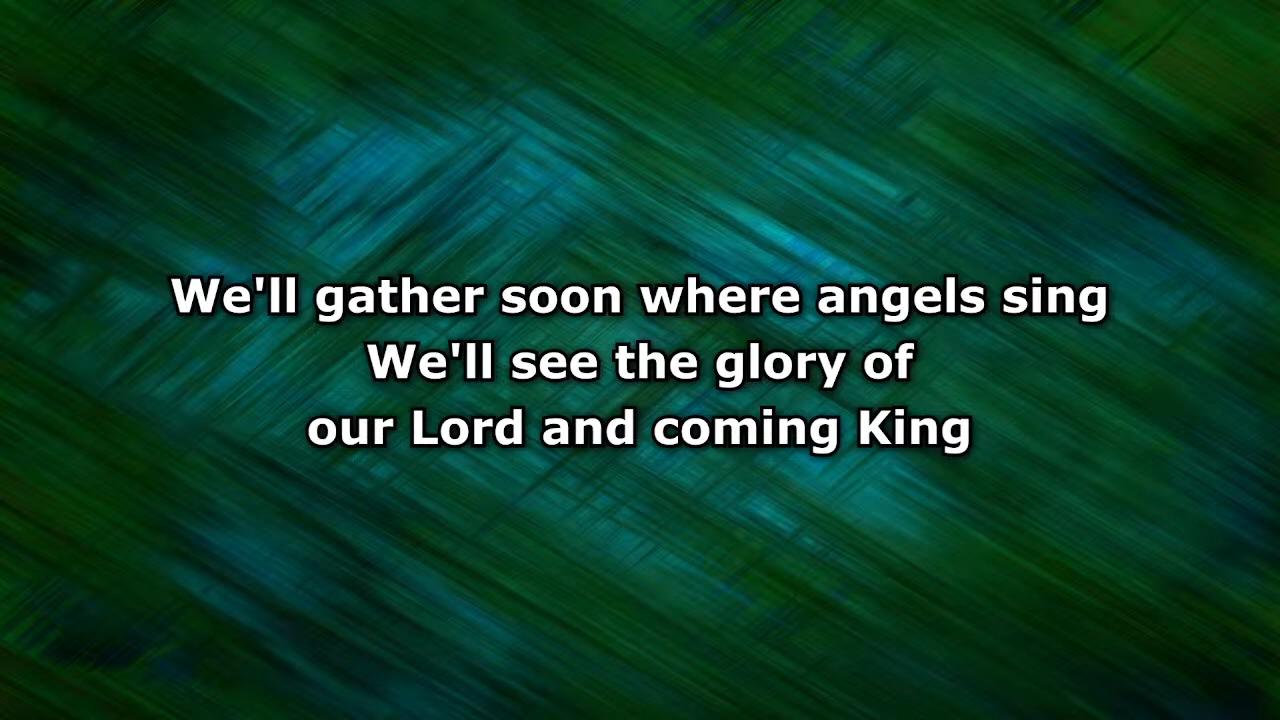 We'll gather soon where angels sing
We'll see the glory of
our Lord and coming King